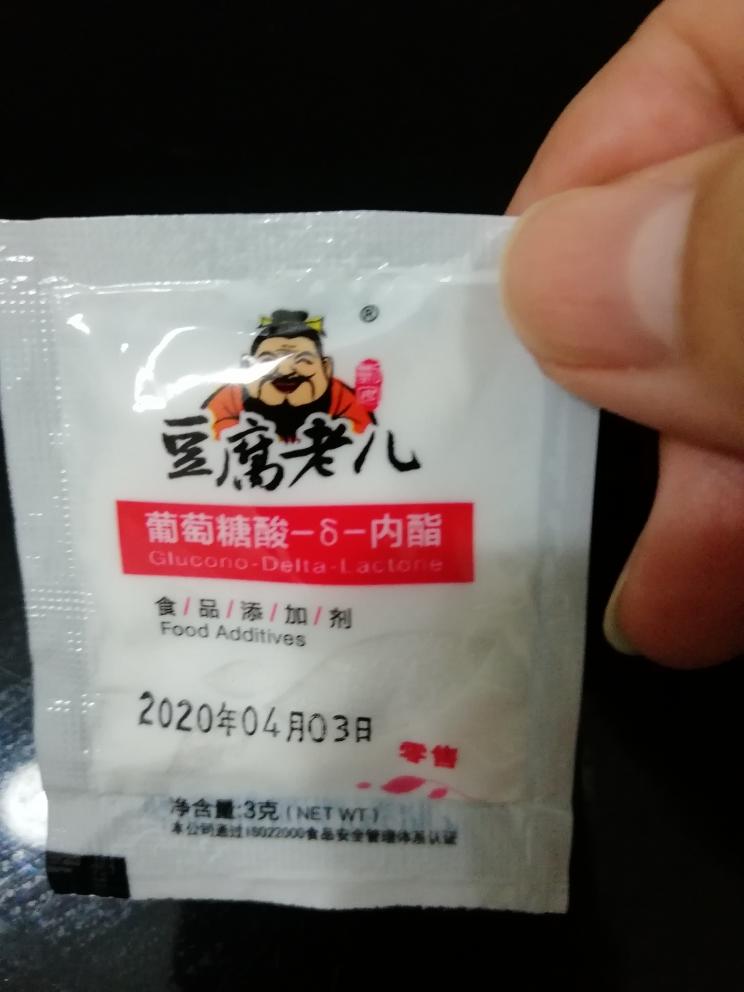 ®
豆腐老儿
葡萄糖酸-δ-内酯
Glucono-Delta-Lactone
食/品/添/加/剂
Food Additives
2020年04月03日
零售
净含量:3克(NET WT)
本公司通过IS022000食品安全管理体系认证